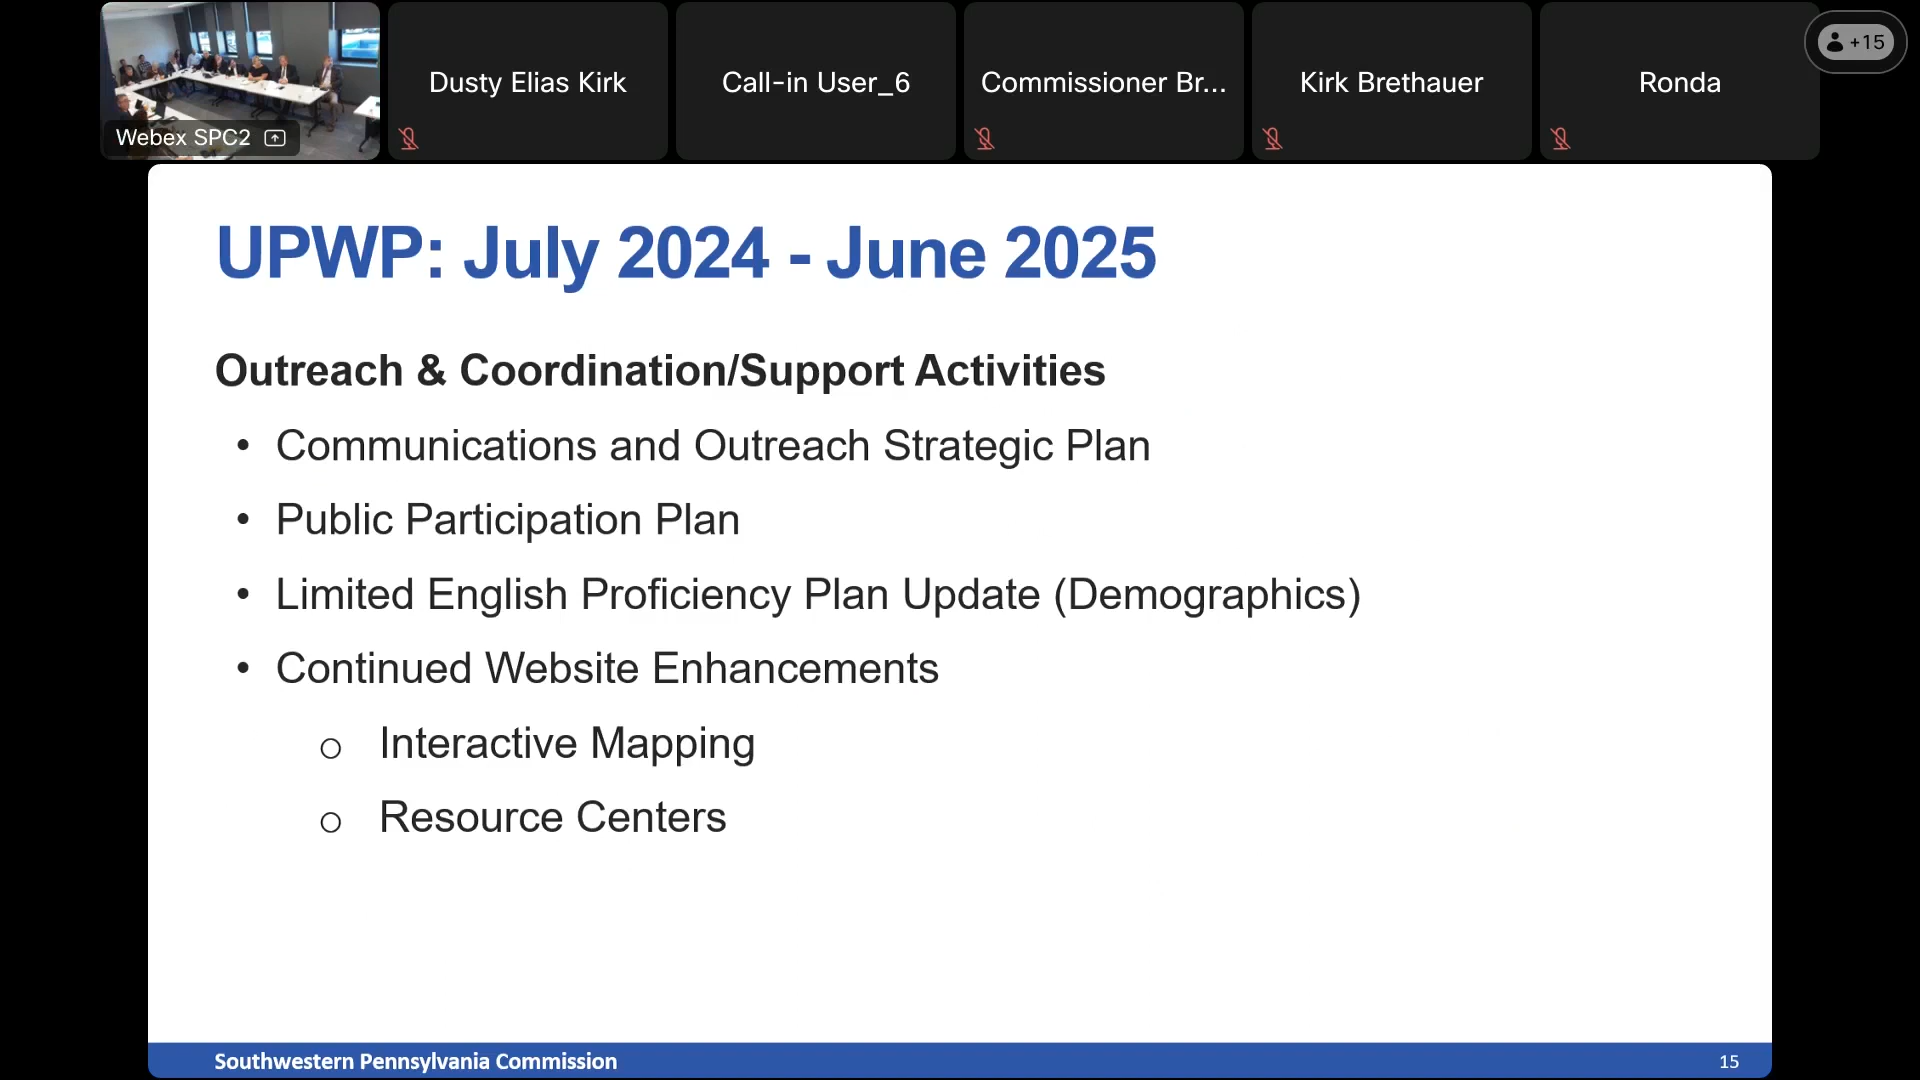 Webex SPC2
Dusty Elias Kirk
Call-in User_6
Commissioner Br...
Kirk Brethauer
Ronda
+15
UPWP: July 2024 - June 2025
Outreach & Coordination/Support Activities
• Communications and Outreach Strategic Plan
• Public Participation Plan
• Limited English Proficiency Plan Update (Demographics)
• Continued Website Enhancements
o Interactive Mapping
o Resource Centers
Southwestern Pennsylvania Commission
15